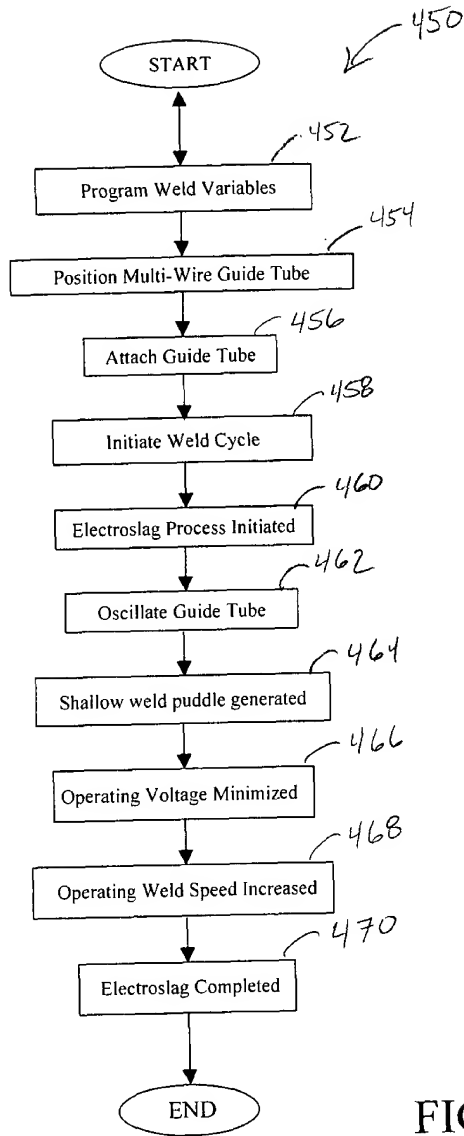 450
START
452
Program Weld Variables
454
Position Multi-Wire Guide Tube
456
Attach Guide Tube
458
Initiate Weld Cycle
460
Electroslag Process Initiated
462
Oscillate Guide Tube
464
Shallow weld puddle generated
466
Operating Voltage Minimized
468
Operating Weld Speed Increased
470
Electroslag Completed
END